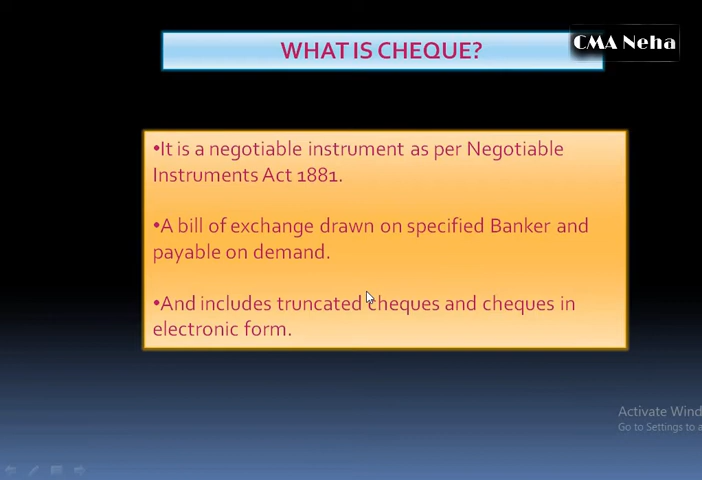 WHAT IS CHEQUE?
CMA Neha
•It is a negotiable instrument as per Negotiable
Instruments Act 1881.
•A bill of exchange drawn on specified Banker and
payable on demand.
•And includes truncated cheques and cheques in
electronic form.
Activate Wind
Go to Settings to a